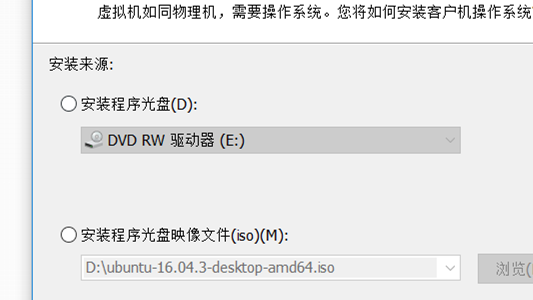 虚拟机如同物理机，需要操作系统。您将如何安装客户机操作系统
安装来源:
安装程序光盘(D):
DVD RW 驱动器 (E:)
安装程序光盘映像文件(iso)(M):
D:\ubuntu-16.04.3-desktop-amd64.iso
浏览(